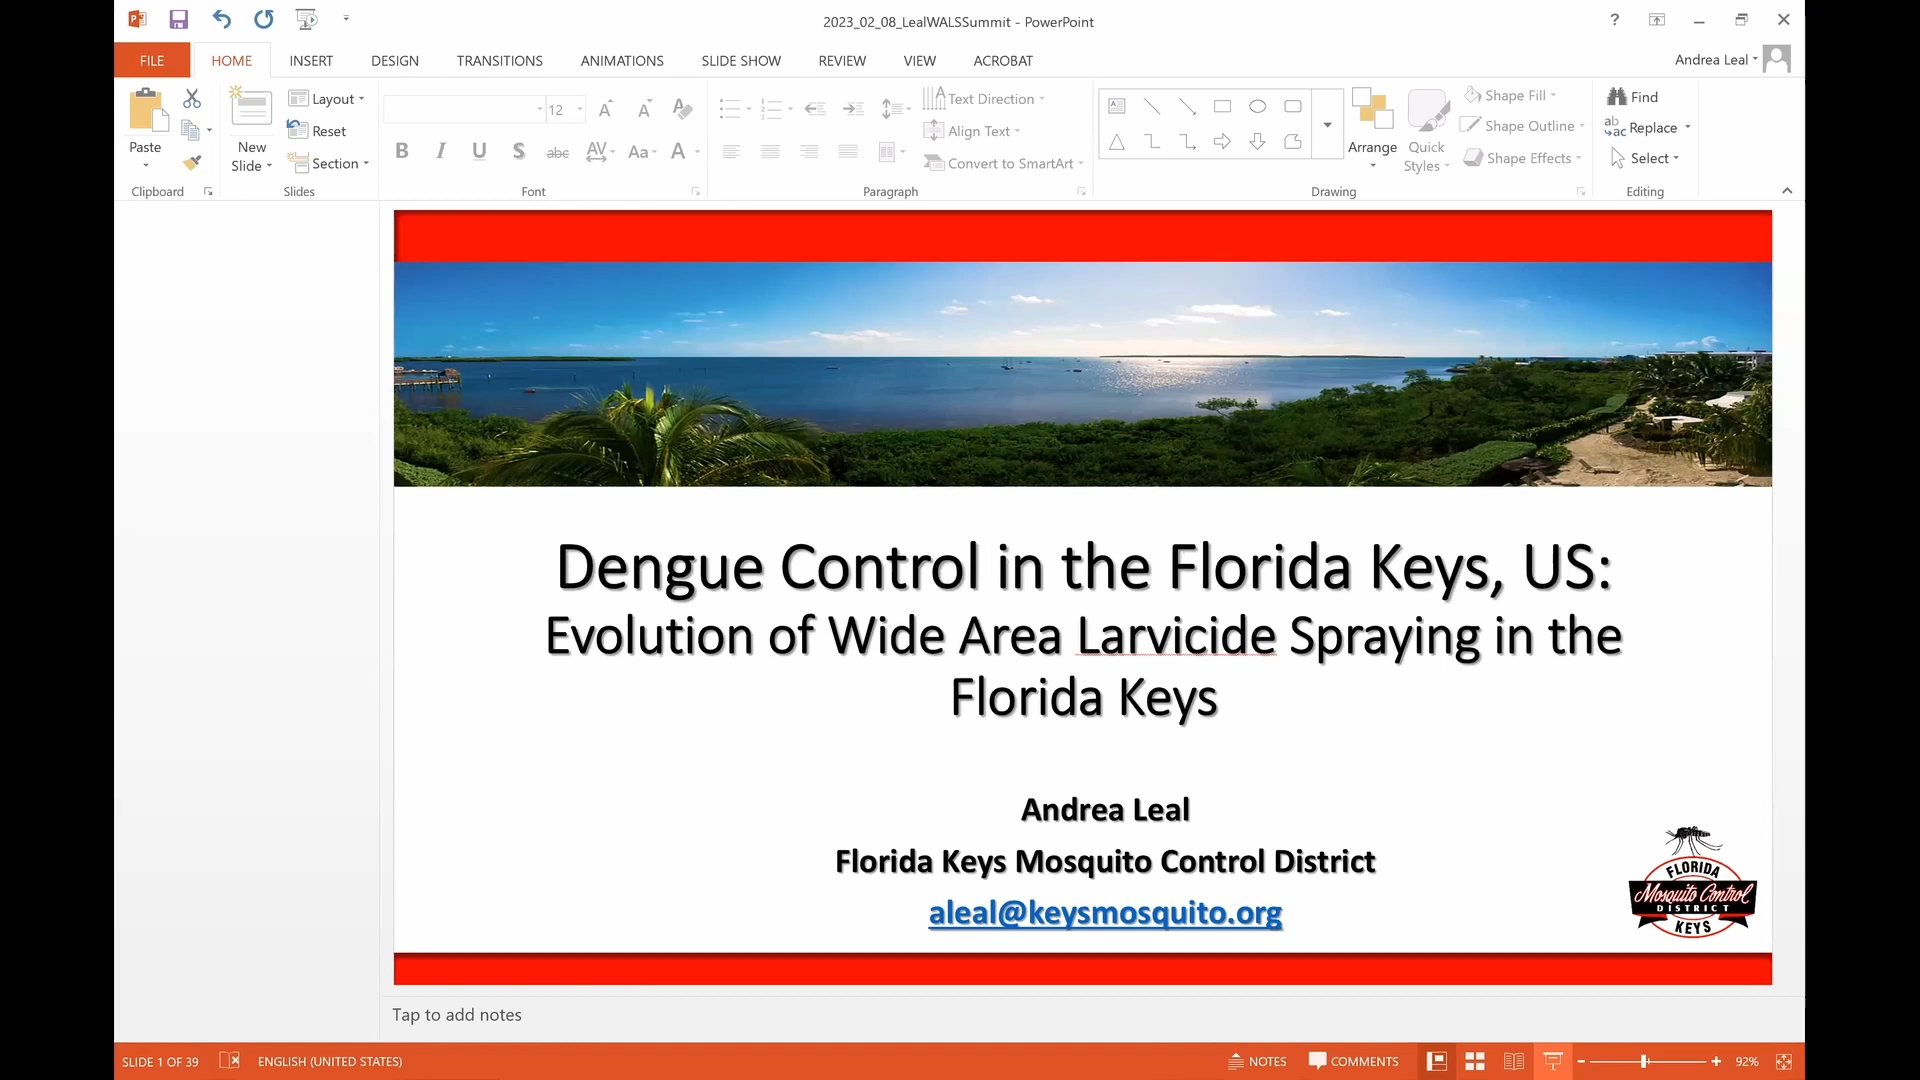 2023_02_08_LealWALSSummit - PowerPoint
?
FILE
HOME
INSERT
DESIGN
TRANSITIONS
ANIMATIONS
SLIDE SHOW
REVIEW
VIEW
ACROBAT
Andrea Leal
Paste
Clipboard
New
Slide
Layout
Reset
Section
Slides
12
B I U S abc AV Aa A
Font
Text Direction
Align Text
Convert to SmartArt
Paragraph
Arrange
Quick
Styles
Shape Fill
Shape Outline
Shape Effects
Drawing
Find
Replace
Select
Editing
Dengue Control in the Florida Keys, US:
Evolution of Wide Area Larvicide Spraying in the
Florida Keys
Andrea Leal
Florida Keys Mosquito Control District
aleal@keysmosquito.org
FLORIDA
Mosquito Control
DISTRICT
KEYS
Tap to add notes
SLIDE 1 OF 39
ENGLISH (UNITED STATES)
NOTES
COMMENTS
92%